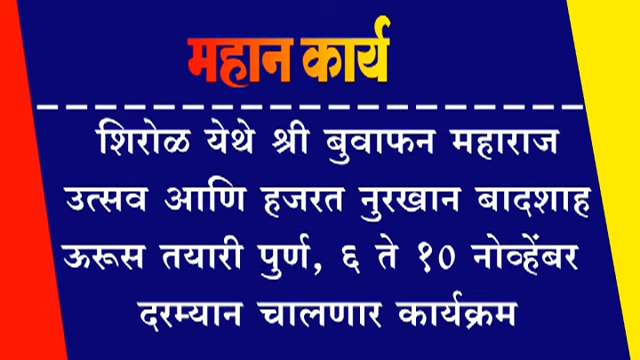 महान कार्य
शिरोळ येथे श्री बुवाफन महाराज
उत्सव आणि हजरत नुरखान बादशाह
ऊरूस तयारी पुर्ण, ६ ते १० नोव्हेंबर
दरम्यान चालणार कार्यक्रम